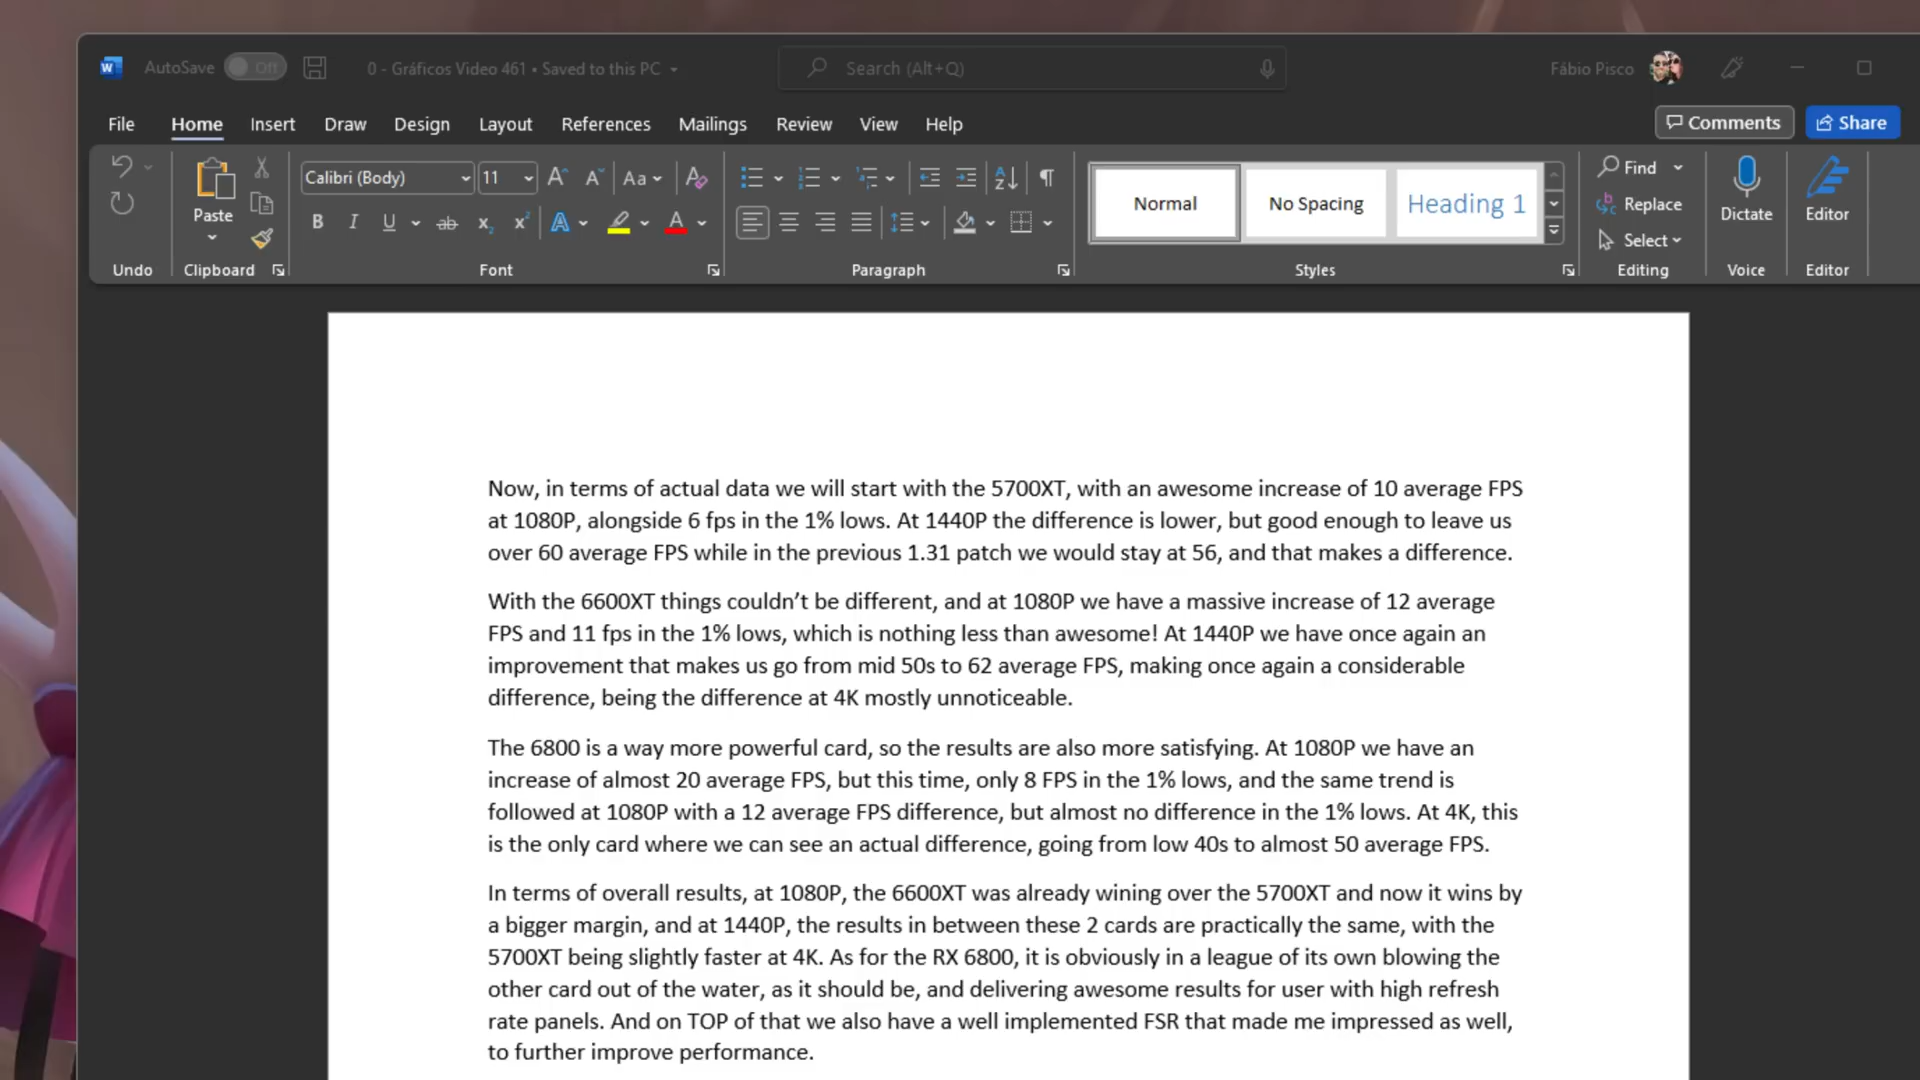 AutoSave Off 0 - Gráficos Video 461 • Saved to this PC Search (Alt+Q) Fábio Pisco
File Home Insert Draw Design Layout References Mailings Review View Help Comments Share
Calibri (Body) 11 Aa Normal No Spacing Heading 1 Find
Paste Replace Dictate Editor
B I U ab x₂ x² A A Select
Undo Clipboard Font Paragraph Styles Editing Voice Editor
Now, in terms of actual data we will start with the 5700XT, with an awesome increase of 10 average FPS
at 1080P, alongside 6 fps in the 1% lows. At 1440P the difference is lower, but good enough to leave us
over 60 average FPS while in the previous 1.31 patch we would stay at 56, and that makes a difference.
With the 6600XT things couldn’t be different, and at 1080P we have a massive increase of 12 average
FPS and 11 fps in the 1% lows, which is nothing less than awesome! At 1440P we have once again an
improvement that makes us go from mid 50s to 62 average FPS, making once again a considerable
difference, being the difference at 4K mostly unnoticeable.
The 6800 is a way more powerful card, so the results are also more satisfying. At 1080P we have an
increase of almost 20 average FPS, but this time, only 8 FPS in the 1% lows, and the same trend is
followed at 1080P with a 12 average FPS difference, but almost no difference in the 1% lows. At 4K, this
is the only card where we can see an actual difference, going from low 40s to almost 50 average FPS.
In terms of overall results, at 1080P, the 6600XT was already wining over the 5700XT and now it wins by
a bigger margin, and at 1440P, the results in between these 2 cards are practically the same, with the
5700XT being slightly faster at 4K. As for the RX 6800, it is obviously in a league of its own blowing the
other card out of the water, as it should be, and delivering awesome results for user with high refresh
rate panels. And on TOP of that we also have a well implemented FSR that made me impressed as well,
to further improve performance.